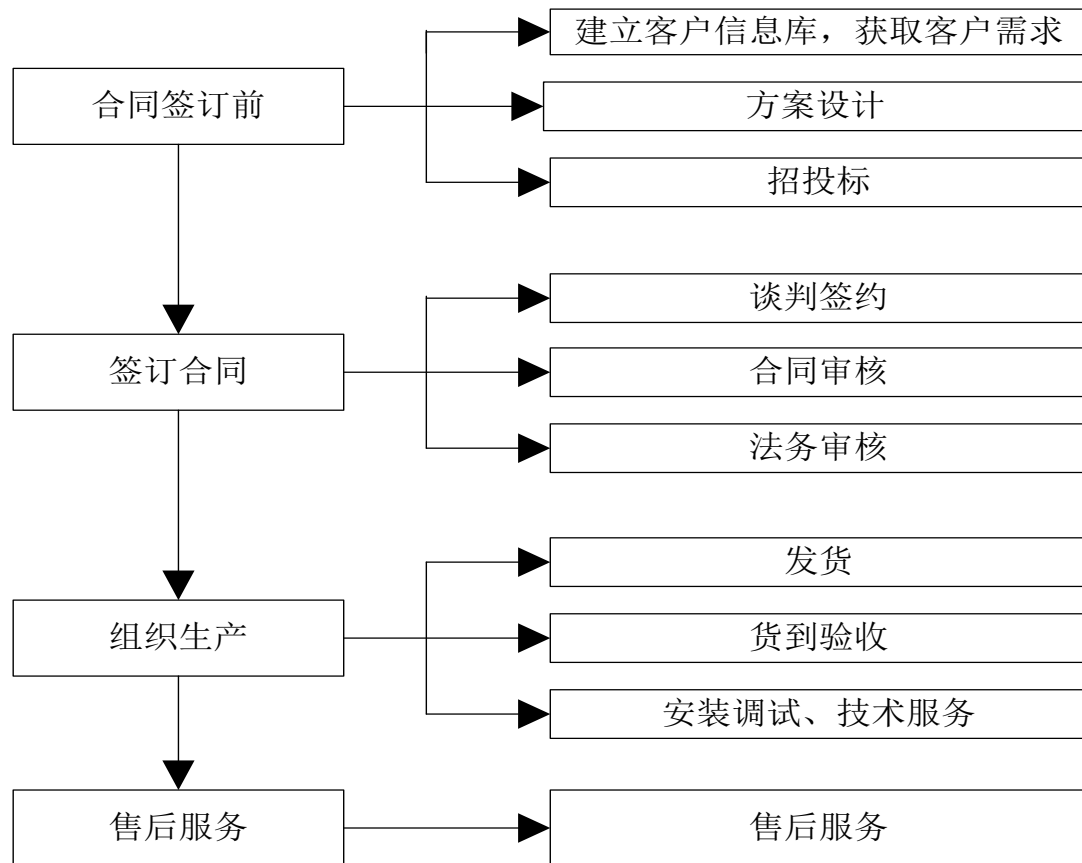 合同签订前
建立客户信息库，获取客户需求
方案设计
招投标
签订合同
谈判签约
合同审核
法务审核
组织生产
发货
货到验收
安装调试、技术服务
售后服务
售后服务